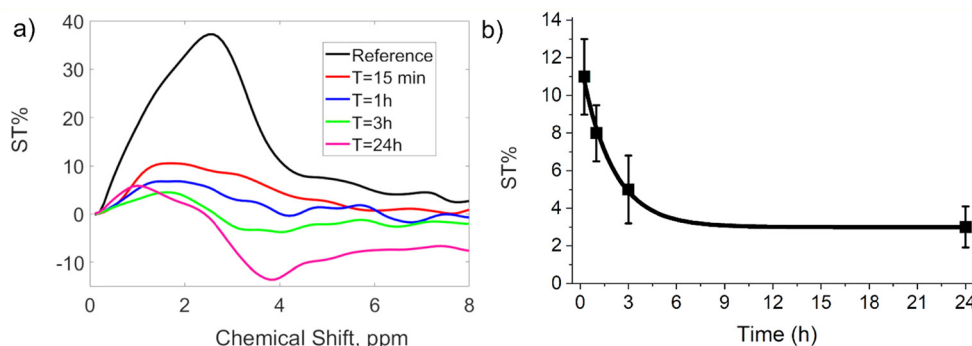 a)
ST%
40
30
20
10
0
-10
0
2
4
6
8
Chemical Shift, ppm
Reference
T=15 min
T=1h
T=3h
T=24h
b)
ST%
14
12
10
8
6
4
2
0
0
3
6
9
12
15
18
21
24
Time (h)